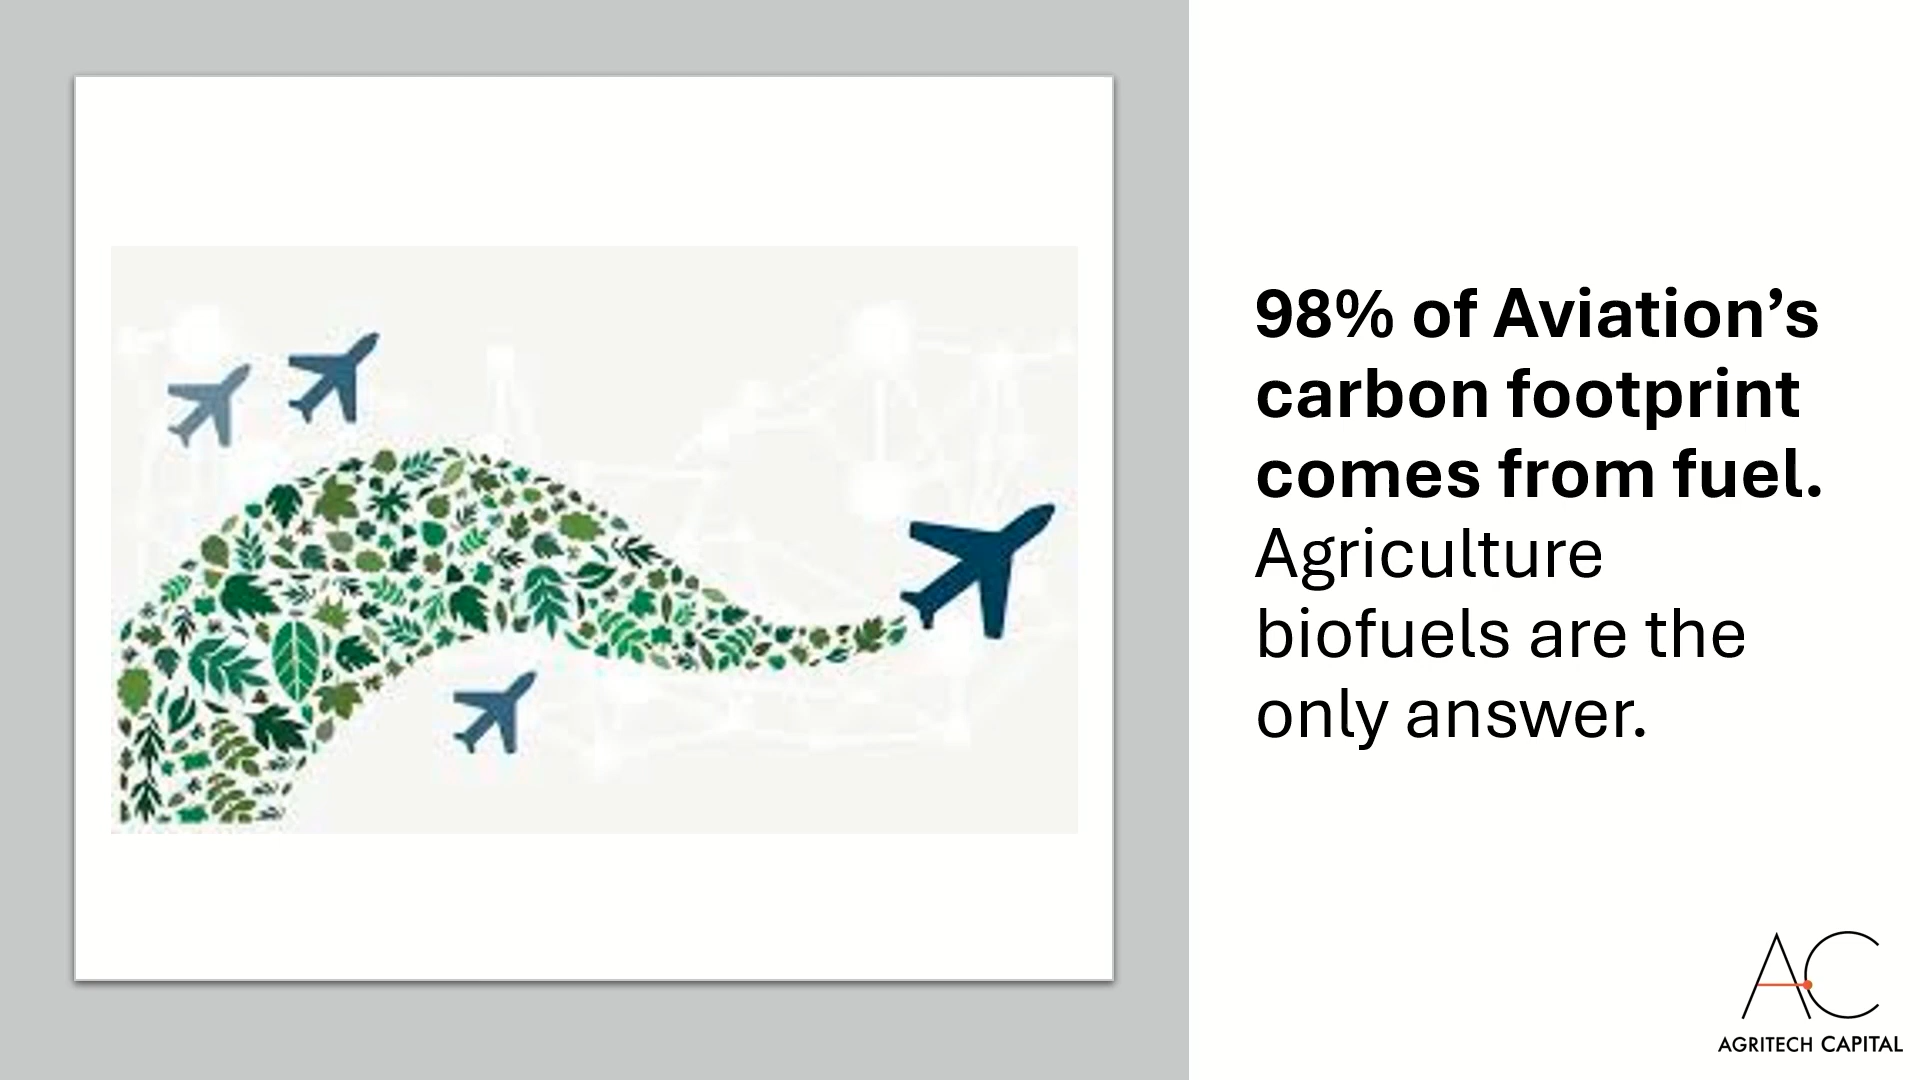 98% of Aviation’s
carbon footprint
comes from fuel.
Agriculture
biofuels are the
only answer.
AC
AGRITECH CAPITAL